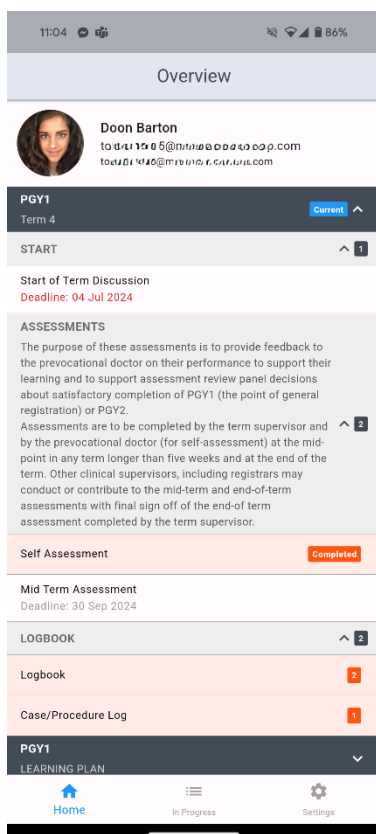 11:04
86%
Overview
Doon Barton
PGY1
Current
Term 4
START
1
Start of Term Discussion
Deadline: 04 Jul 2024
ASSESSMENTS
The purpose of these assessments is to provide feedback to
the prevocational doctor on their performance to support their
learning and to support assessment review panel decisions
about satisfactory completion of PGY1 (the point of general
registration) or PGY2.
Assessments are to be completed by the term supervisor and
2
by the prevocational doctor (for self-assessment) at the mid-
point in any term longer than five weeks and at the end of the
term. Other clinical supervisors, including registrars may
conduct or contribute to the mid-term and end-of-term
assessments with final sign off of the end-of term
assessment completed by the term supervisor.
Self Assessment
Completed
Mid Term Assessment
Deadline: 30 Sep 2024
LOGBOOK
2
Logbook
2
Case/Procedure Log
1
PGY1
LEARNING PLAN
Home
In Progress
Settings